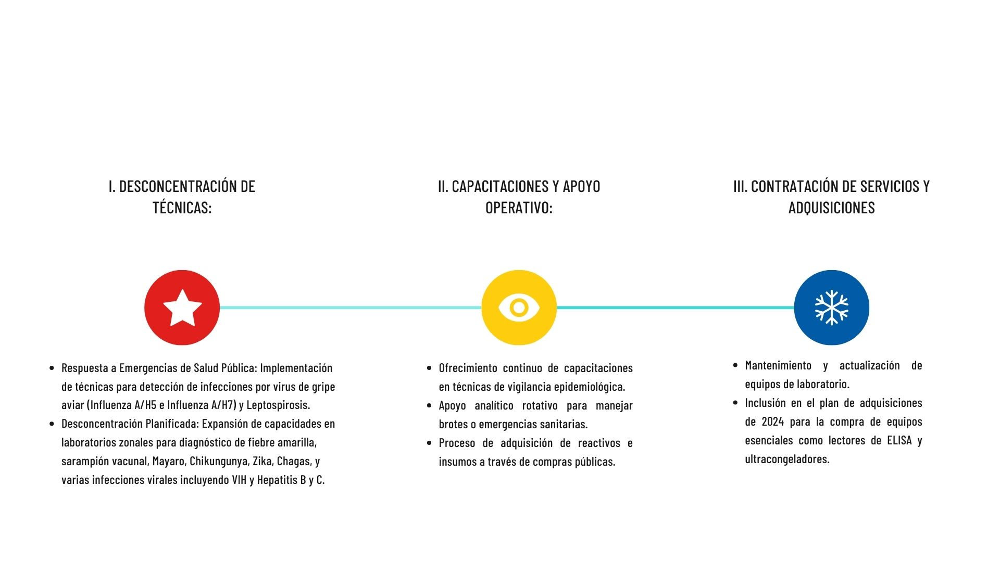 I. DESCONCENTRACIÓN DE
TÉCNICAS:
• Respuesta a Emergencias de Salud Pública: Implementación
de técnicas para detección de infecciones por virus de gripe
aviar (Influenza A/H5 e Influenza A/H7) y Leptospirosis.
• Desconcentración Planificada: Expansión de capacidades en
laboratorios zonales para diagnóstico de fiebre amarilla,
sarampión vacunal, Mayaro, Chikungunya, Zika, Chagas, y
varias infecciones virales incluyendo VIH y Hepatitis B y C.
II. CAPACITACIONES Y APOYO
OPERATIVO:
• Ofrecimiento continuo de capacitaciones
en técnicas de vigilancia epidemiológica.
• Apoyo analítico rotativo para manejar
brotes o emergencias sanitarias.
• Proceso de adquisición de reactivos e
insumos a través de compras públicas.
III. CONTRATACIÓN DE SERVICIOS Y
ADQUISICIONES
• Mantenimiento y actualización de
equipos de laboratorio.
• Inclusión en el plan de adquisiciones
de 2024 para la compra de equipos
esenciales como lectores de ELISA y
ultracongeladores.